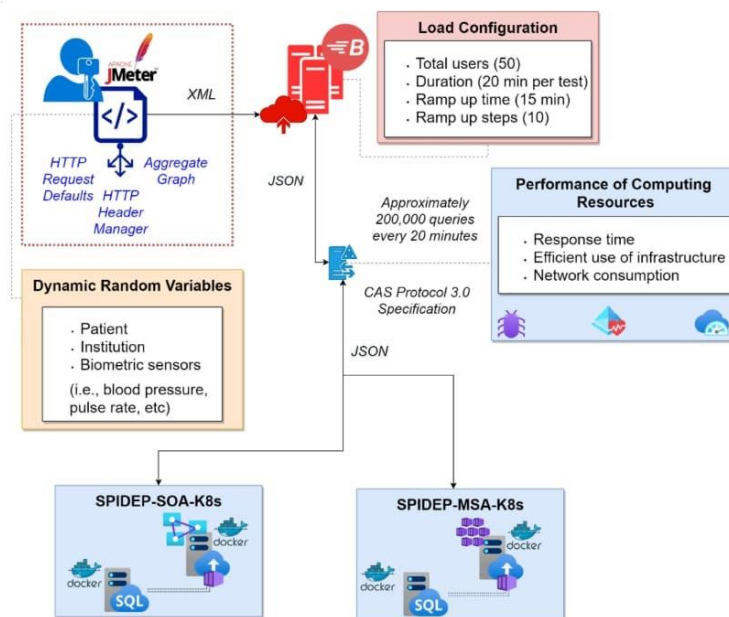 APACHE
JMeter
XML
HTTP
Request
Defaults
HTTP
Header
Manager
Aggregate
Graph
B
Load Configuration
• Total users (50)
• Duration (20 min per test)
• Ramp up time (15 min)
• Ramp up steps (10)
JSON
Approximately
200,000 queries
every 20 minutes
CAS Protocol 3.0
Specification
Performance of Computing
Resources
• Response time
• Efficient use of infrastructure
• Network consumption
Dynamic Random Variables
• Patient
• Institution
• Biometric sensors
(i.e., blood pressure,
pulse rate, etc)
JSON
SPIDEP-SOA-K8s
docker
docker
SQL
SPIDEP-MSA-K8s
docker
docker
SQL